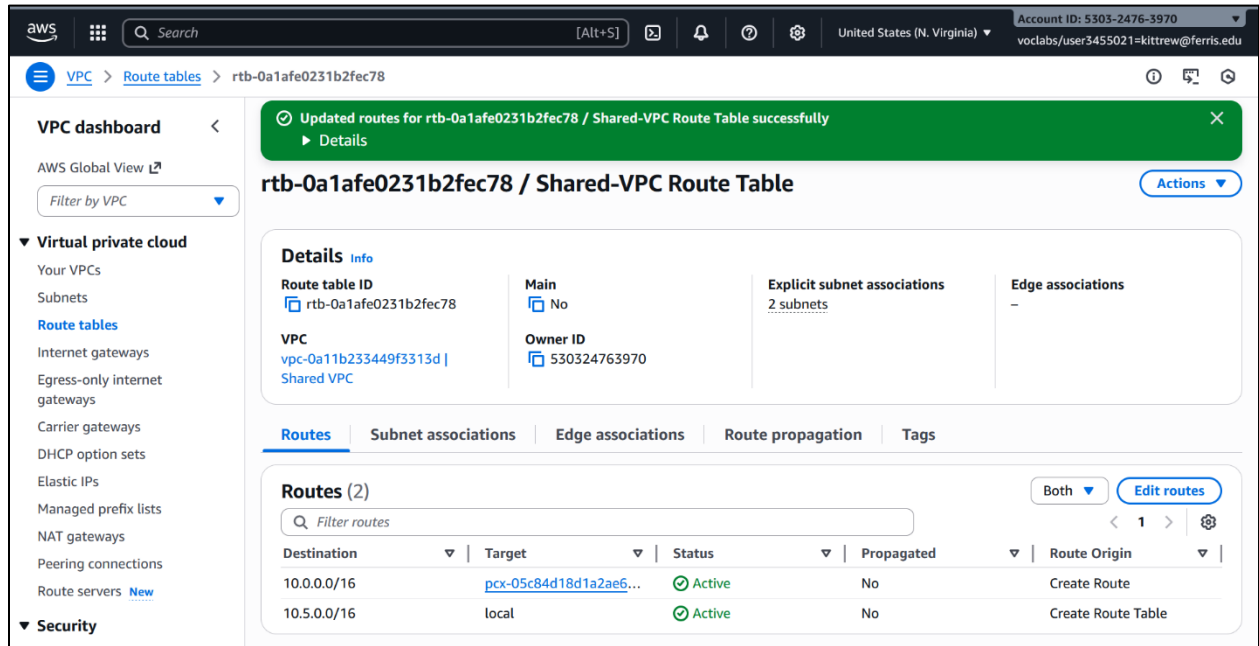 aws
Search
[Alt+S]
United States (N. Virginia)
Account ID: 5303-2476-3970
voclabs/user3455021=kittrew@ferris.edu
VPC > Route tables > rtb-0a1afe0231b2fec78
VPC dashboard
AWS Global View
Filter by VPC
Virtual private cloud
Your VPCs
Subnets
Route tables
Internet gateways
Egress-only internet
gateways
Carrier gateways
DHCP option sets
Elastic IPs
Managed prefix lists
NAT gateways
Peering connections
Route servers New
Security
Updated routes for rtb-0a1afe0231b2fec78 / Shared-VPC Route Table successfully
Details
rtb-0a1afe0231b2fec78 / Shared-VPC Route Table
Actions
Details Info
Route table ID
rtb-0a1afe0231b2fec78
Main
No
Explicit subnet associations
2 subnets
Edge associations
–
VPC
vpc-0a11b233449f3313d |
Shared VPC
Owner ID
530324763970
Routes
Subnet associations
Edge associations
Route propagation
Tags
Routes (2)
Both
Edit routes
Filter routes
< 1 >
Destination Target Status Propagated Route Origin
10.0.0.0/16 pcx-05c84d18d1a2ae6... Active No Create Route
10.5.0.0/16 local Active No Create Route Table